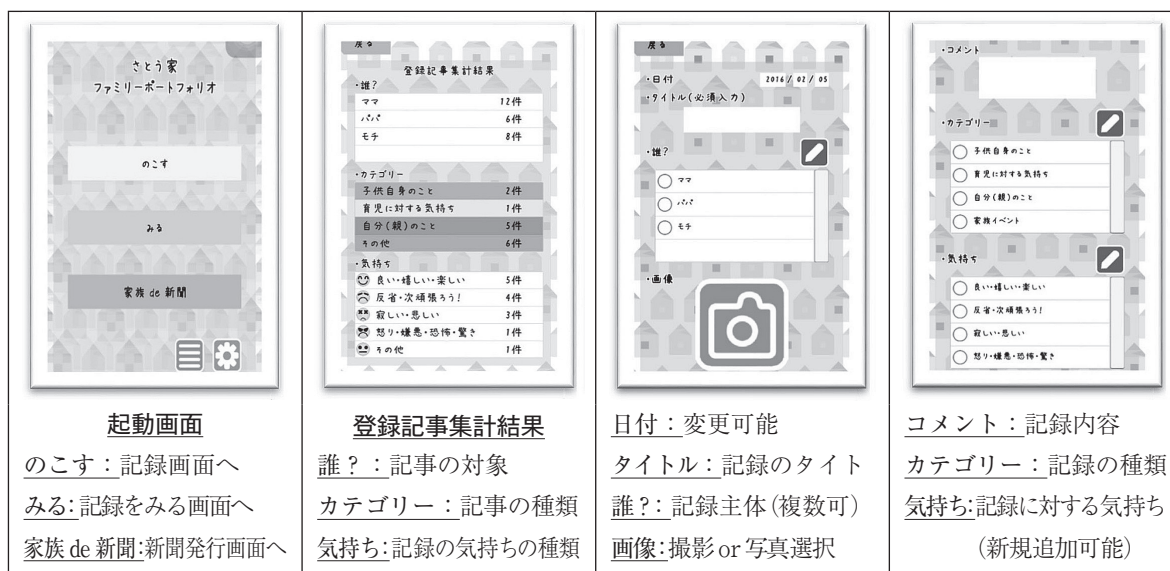 さとう家
ファミリーポートフォリオ
のこす
みる
家族 de 新聞
戻る
登録記事集計結果
・誰?
ママ 12件
パパ 6件
モチ 8件
・カテゴリー
子供自身のこと 2件
育児に対する気持ち 1件
自分(親)のこと 5件
その他 6件
・気持ち
良い・嬉しい・楽しい 5件
反省・次頑張ろう! 4件
寂しい・悲しい 3件
怒り・嫌悪・恐怖・驚き 1件
その他 1件
戻る
・日付 2016/ 02/ 05
・タイトル(必須入力)
・誰?
ママ
パパ
モチ
・画像
・コメント
・カテゴリー
子供自身のこと
育児に対する気持ち
自分(親)のこと
家族イベント
・気持ち
良い・嬉しい・楽しい
反省・次頑張ろう!
寂しい・悲しい
怒り・嫌悪・恐怖・驚き
起動画面
のこす:記録画面へ
みる:記録をみる画面へ
家族 de 新聞:新聞発行画面へ
登録記事集計結果
誰?:記事の対象
カテゴリー:記事の種類
気持ち:記録の気持ちの種類
日付:変更可能
タイトル:記録のタイト
誰?:記録主体(複数可)
画像:撮影 or 写真選択
コメント:記録内容
カテゴリー:記録の種類
気持ち:記録に対する気持ち
(新規追加可能)